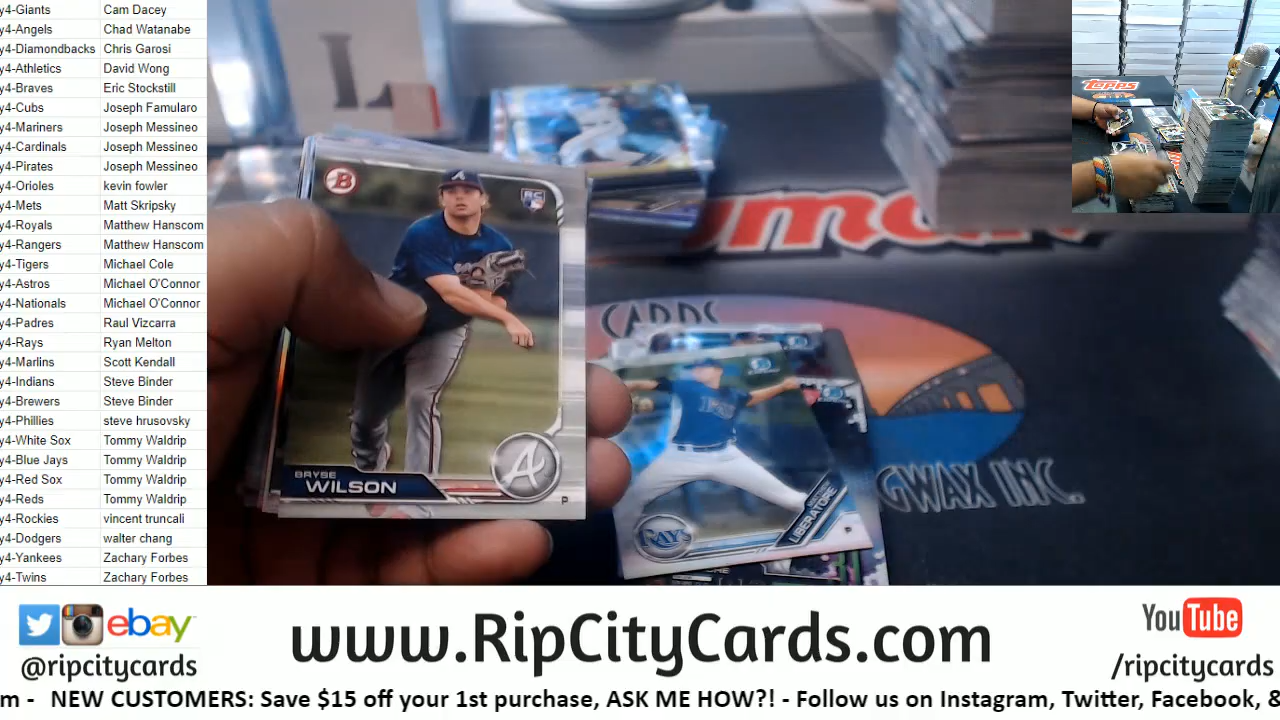 y4-Giants Cam Dacey
y4-Angels Chad Watanabe
y4-Diamondbacks Chris Garosi
y4-Athletics David Wong
y4-Braves Eric Stockstill
y4-Cubs Joseph Famularo
y4-Mariners Joseph Messineo
y4-Cardinals Joseph Messineo
y4-Pirates Joseph Messineo
y4-Orioles kevin fowler
y4-Mets Matt Skripsky
y4-Royals Matthew Hanscom
y4-Rangers Matthew Hanscom
y4-Tigers Michael Cole
y4-Astros Michael O'Connor
y4-Nationals Michael O'Connor
y4-Padres Raul Vizcarra
y4-Rays Ryan Melton
y4-Marlins Scott Kendall
y4-Indians Steve Binder
y4-Brewers Steve Binder
y4-Phillies steve hrusovsky
y4-White Sox Tommy Waldrip
y4-Blue Jays Tommy Waldrip
y4-Red Sox Tommy Waldrip
y4-Reds Tommy Waldrip
y4-Rockies vincent truncali
y4-Dodgers walter chang
y4-Yankees Zachary Forbes
y4-Twins Zachary Forbes
B
RC
A
BRYSE
WILSON
A
P
CARDS
GWAX INC.
RAYS
LIBERATORE
P
Topps
ebay
@ripcitycards
www.RipCityCards.com
YouTube
/ripcitycards
m - NEW CUSTOMERS: Save $15 off your 1st purchase, ASK ME HOW?! - Follow us on Instagram, Twitter, Facebook, &